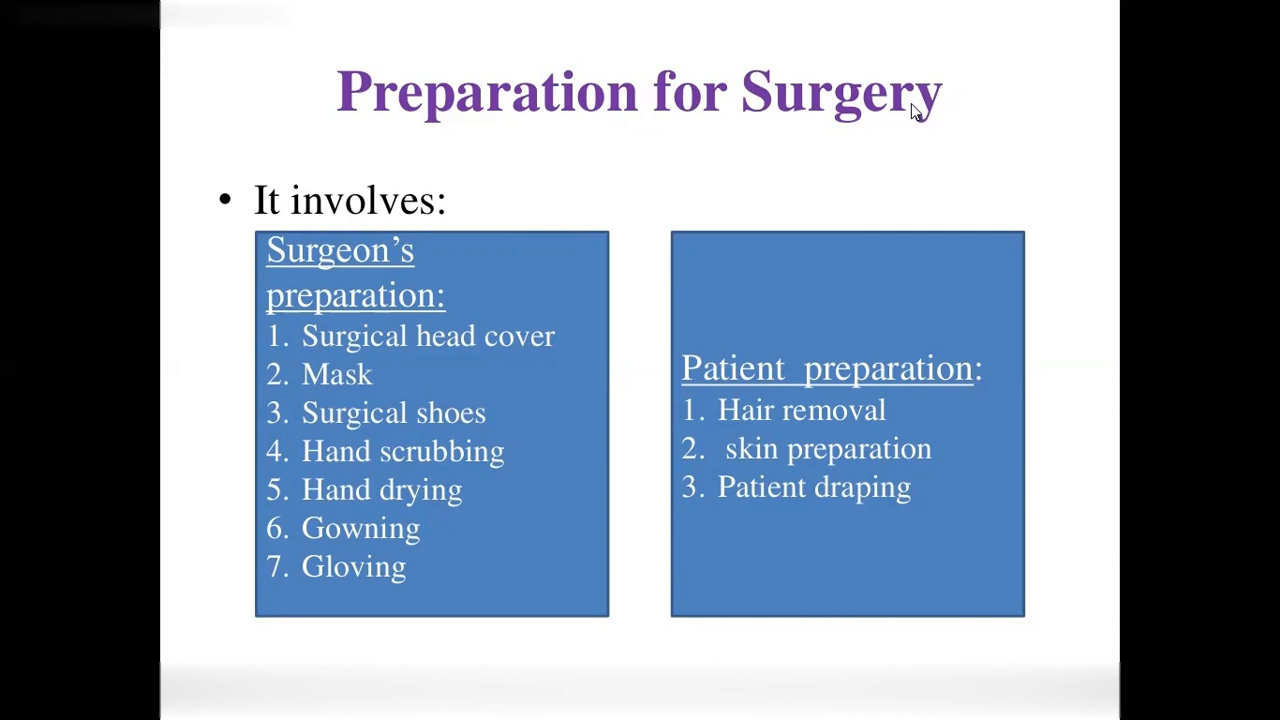 Preparation for Surgery
• It involves:
Surgeon’s
preparation:
1. Surgical head cover
2. Mask
3. Surgical shoes
4. Hand scrubbing
5. Hand drying
6. Gowning
7. Gloving
Patient preparation:
1. Hair removal
2. skin preparation
3. Patient draping